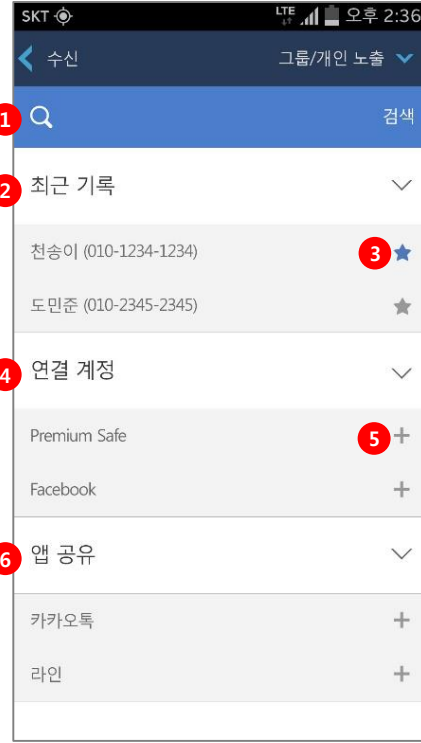 SKT LTE 오후 2:36
수신 그룹/개인 노출
1 검색
2 최근 기록
천송이 (010-1234-1234) 3
도민준 (010-2345-2345)
4 연결 계정
Premium Safe 5
Facebook
6 앱 공유
카카오톡
라인